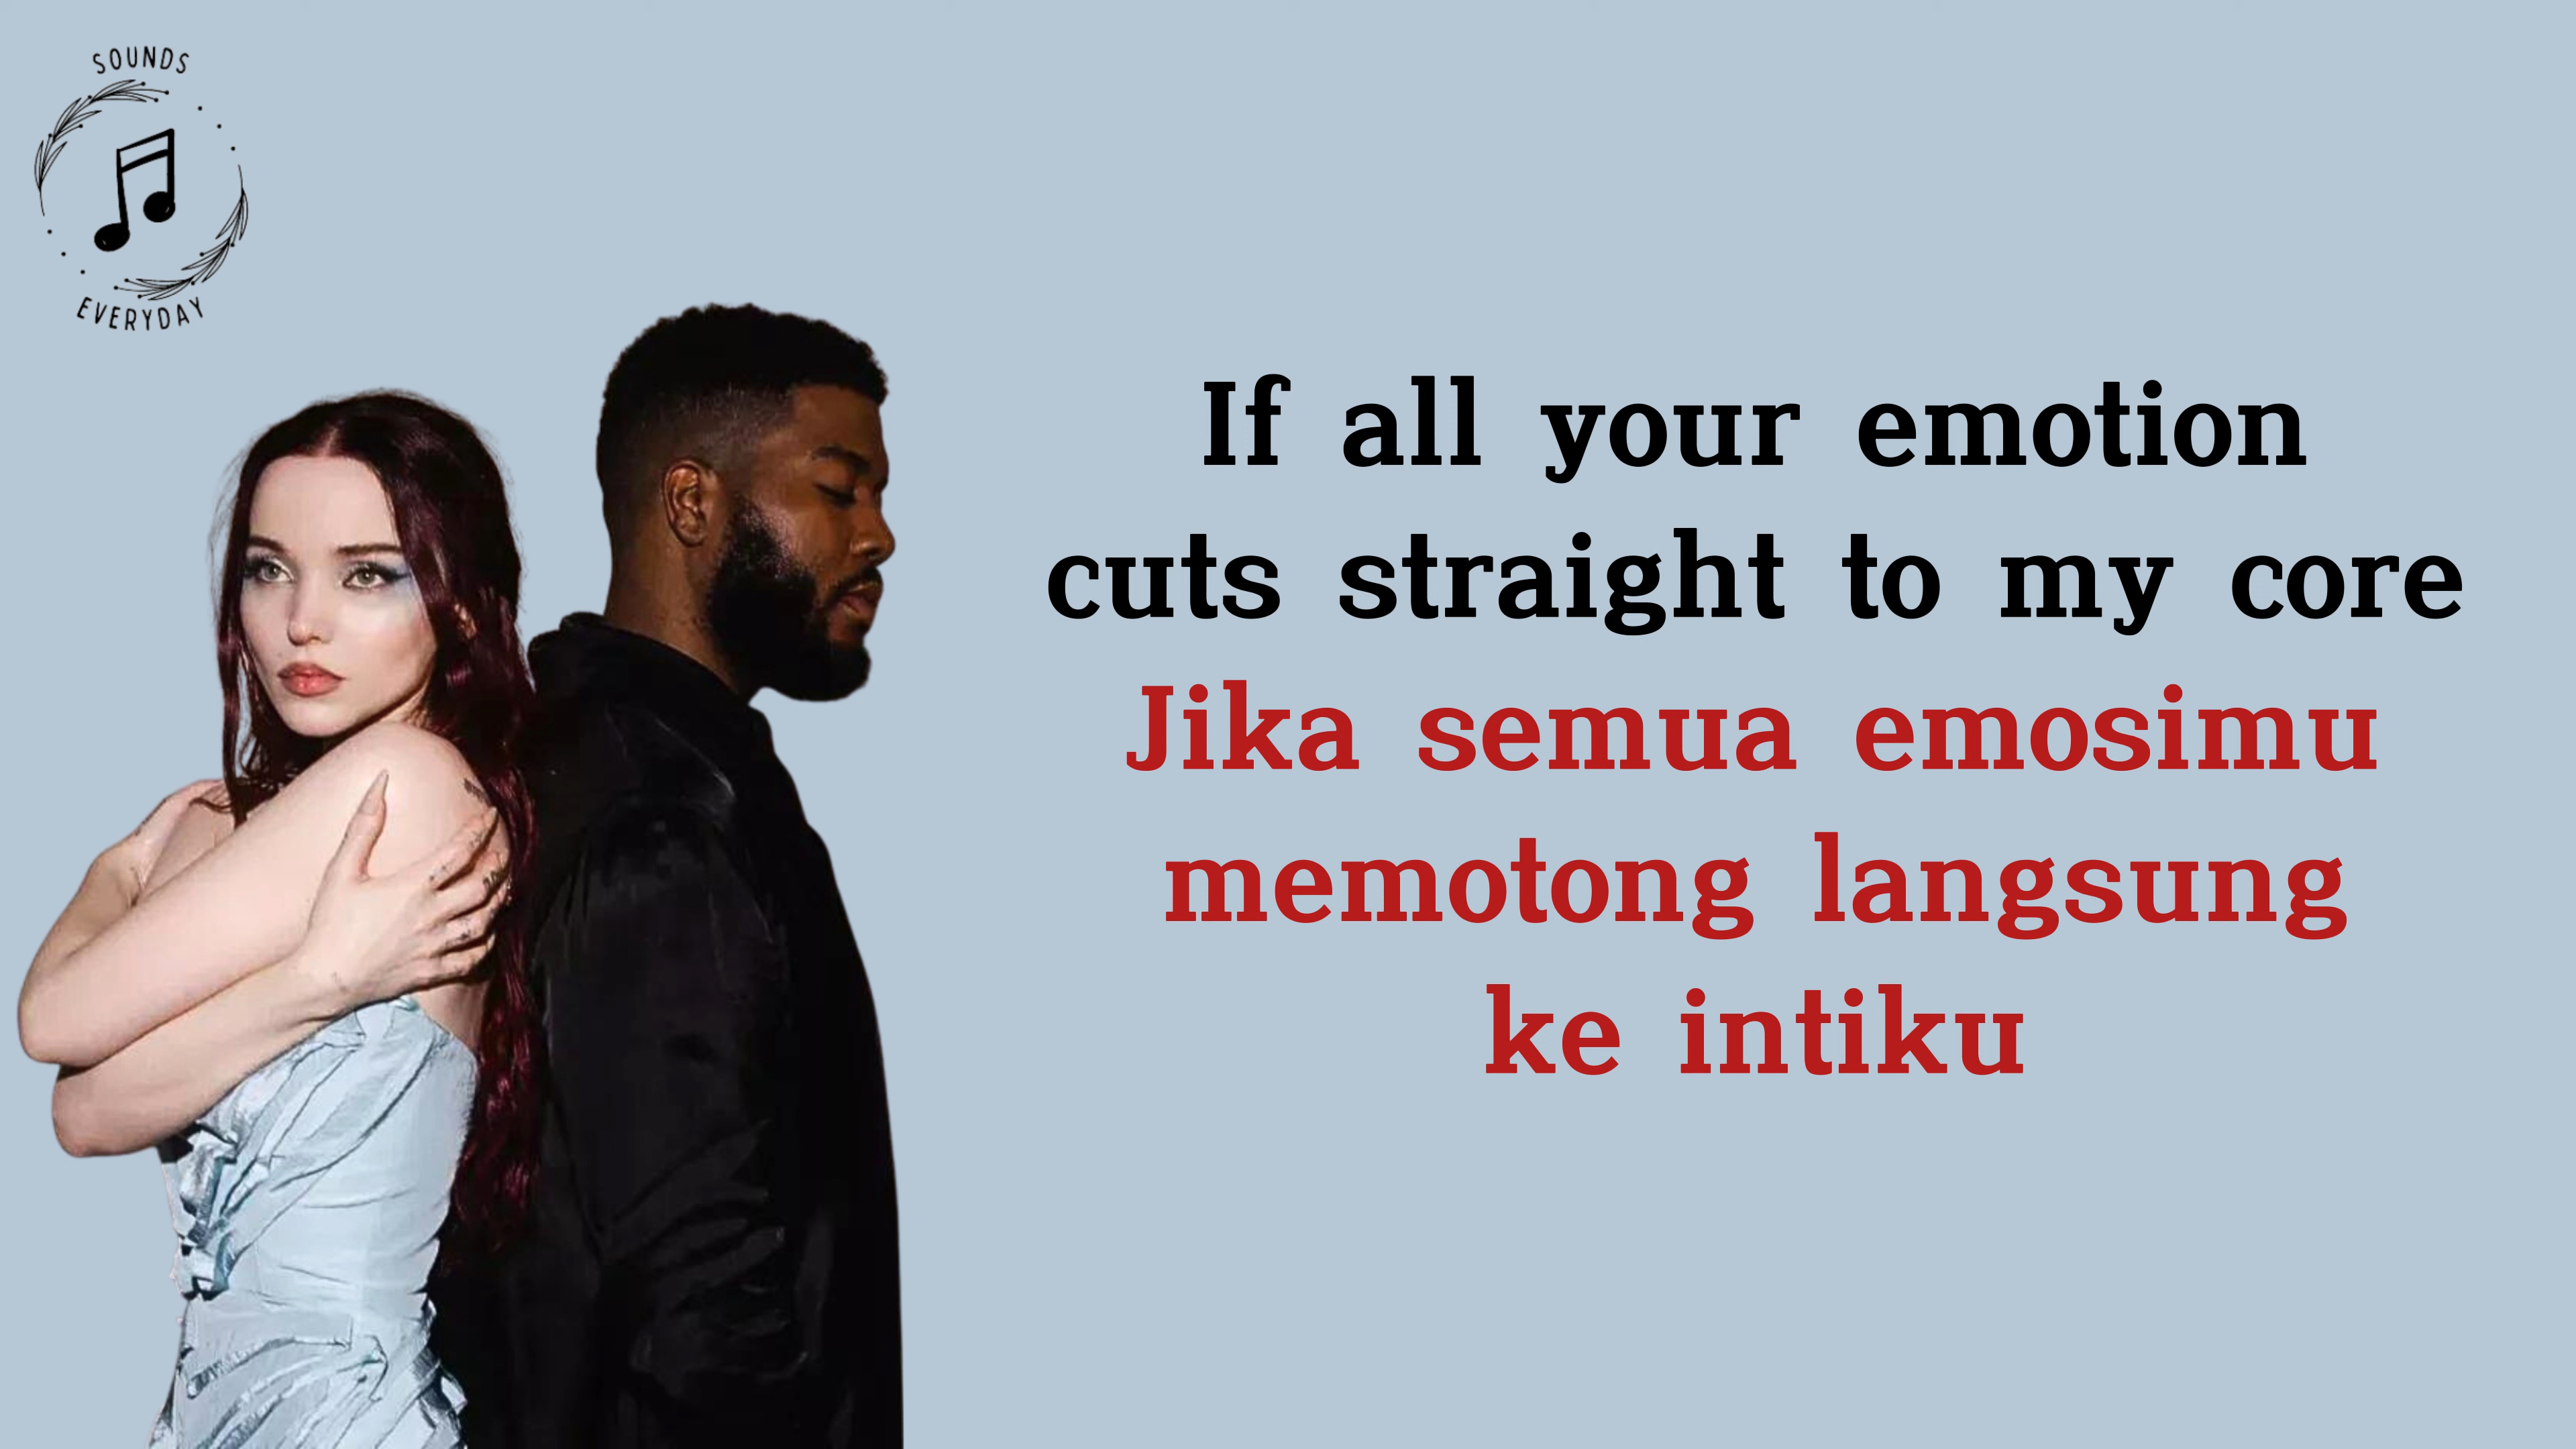 SOUNDS
EVERYDAY
If all your emotion
cuts straight to my core
Jika semua emosimu
memotong langsung
ke intiku